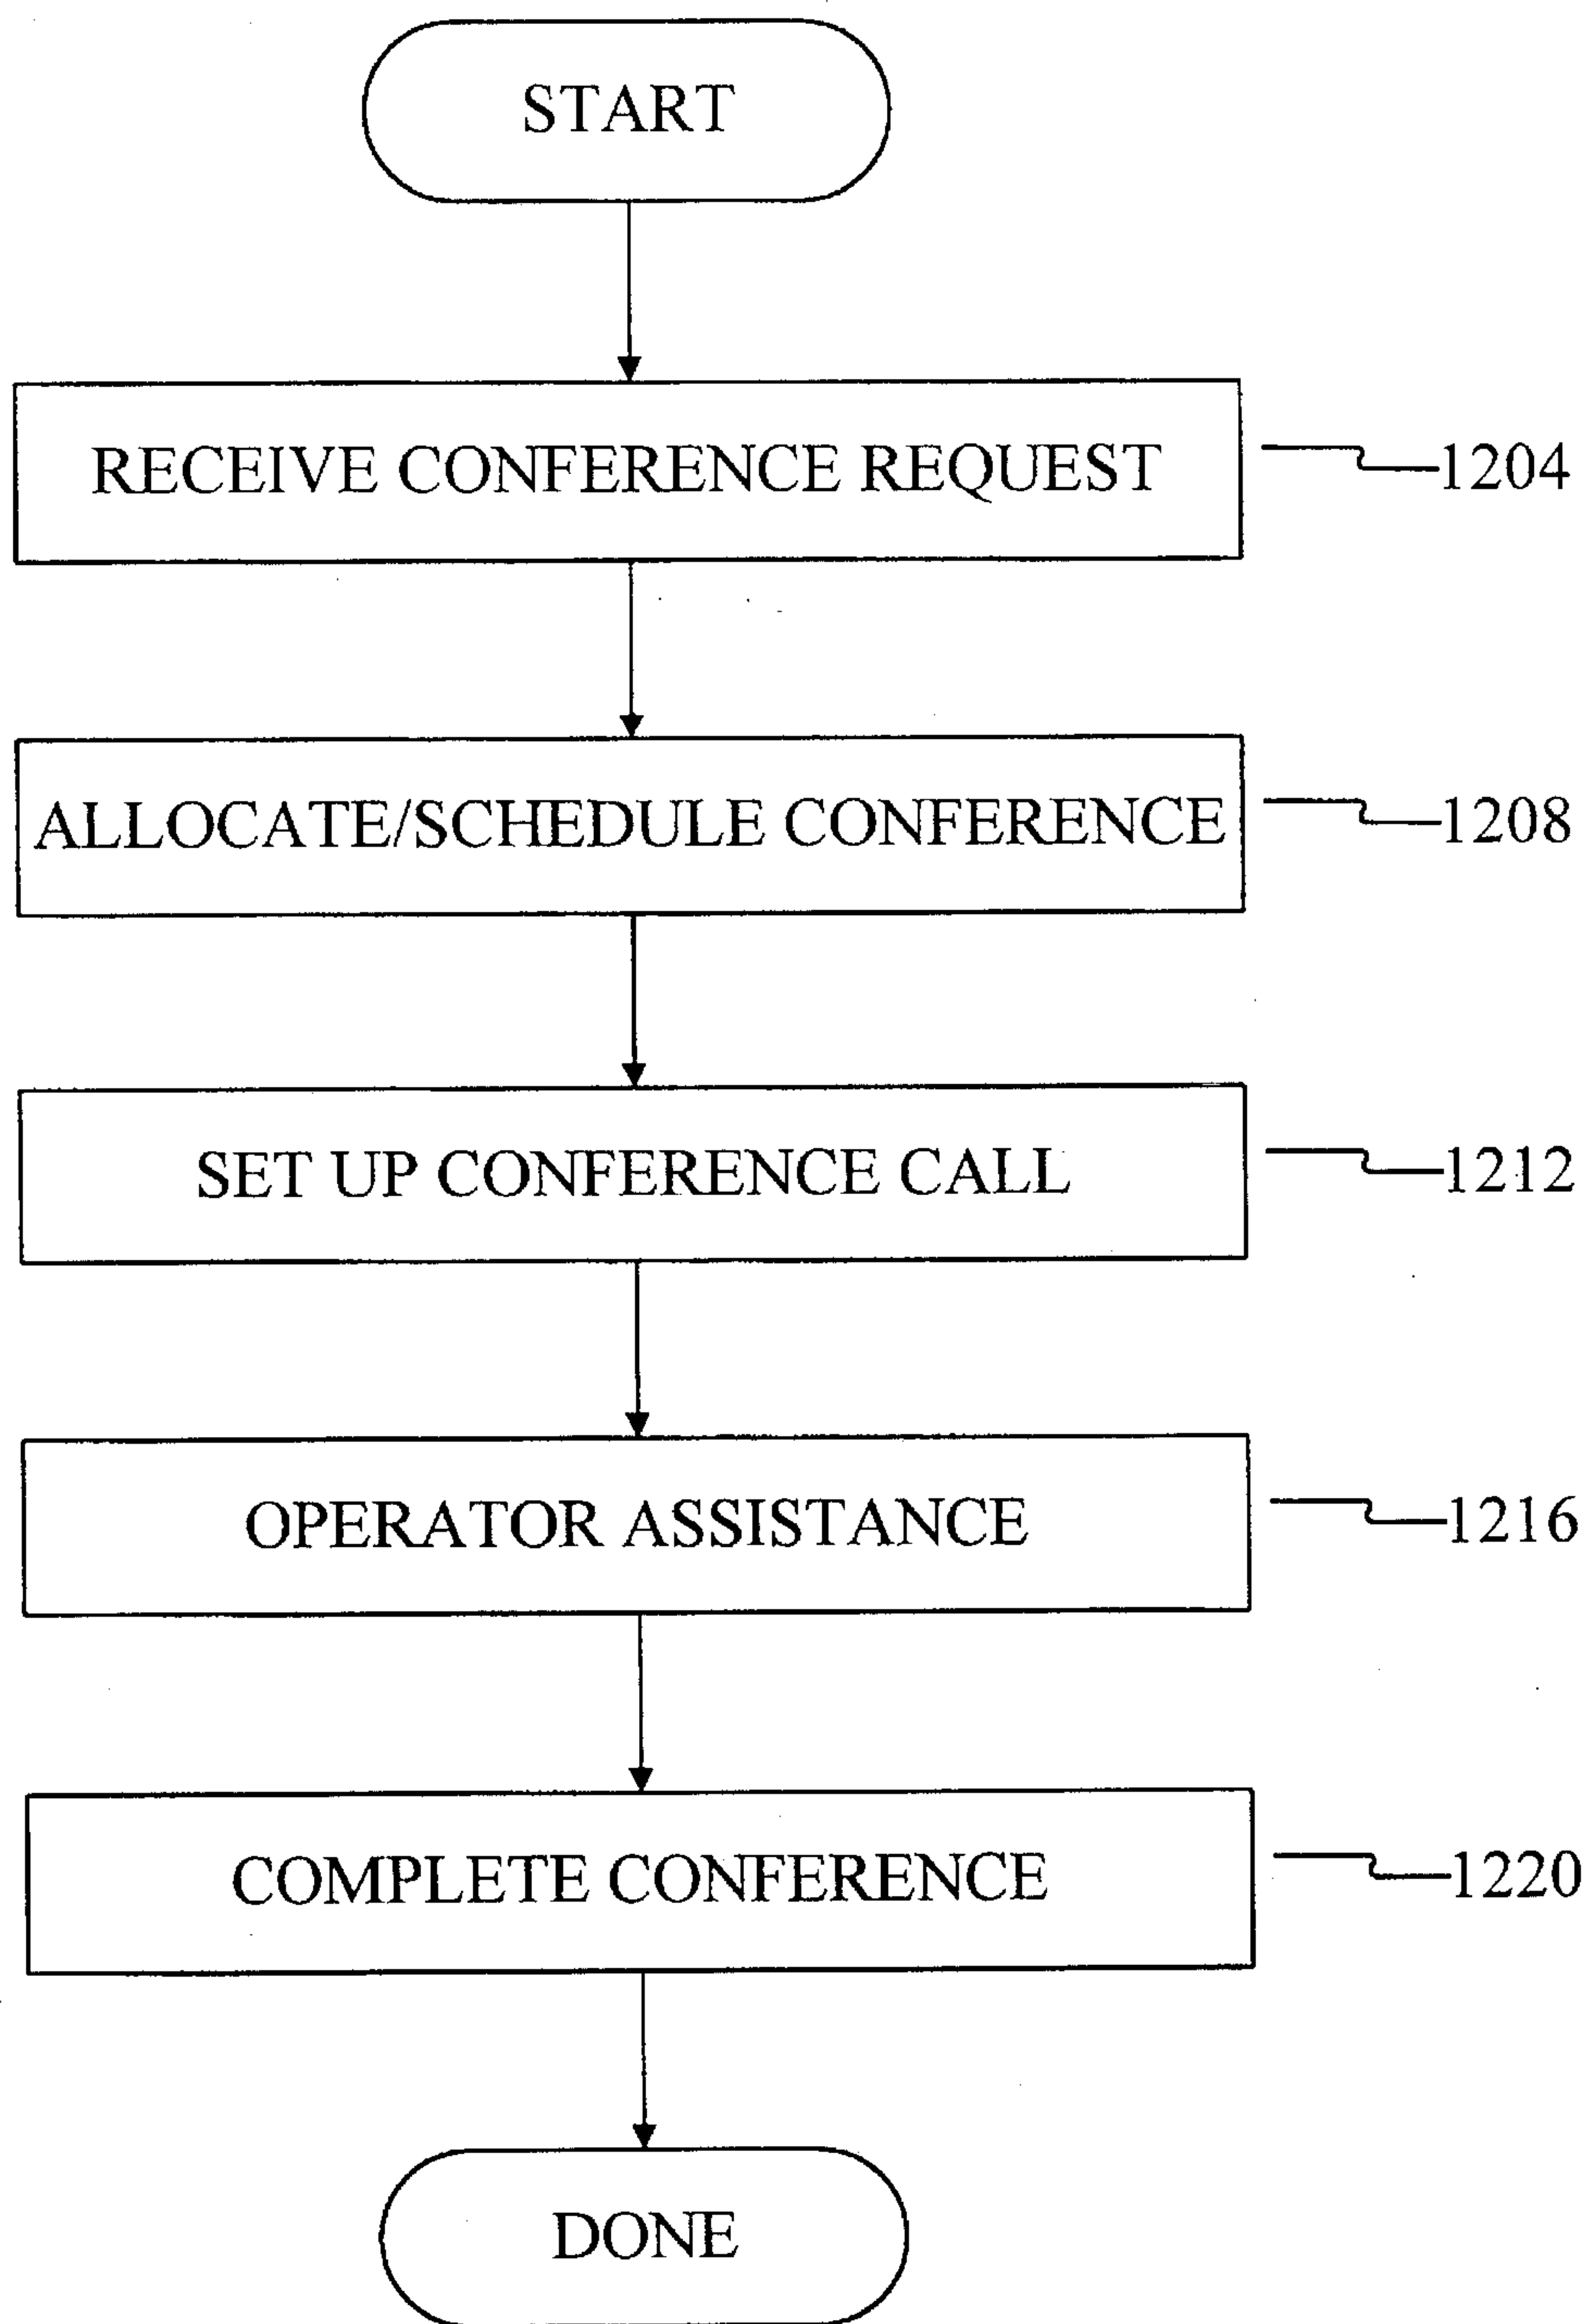 START
RECEIVE CONFERENCE REQUEST
1204
ALLOCATE/SCHEDULE CONFERENCE
1208
SET UP CONFERENCE CALL
1212
OPERATOR ASSISTANCE
1216
COMPLETE CONFERENCE
1220
DONE